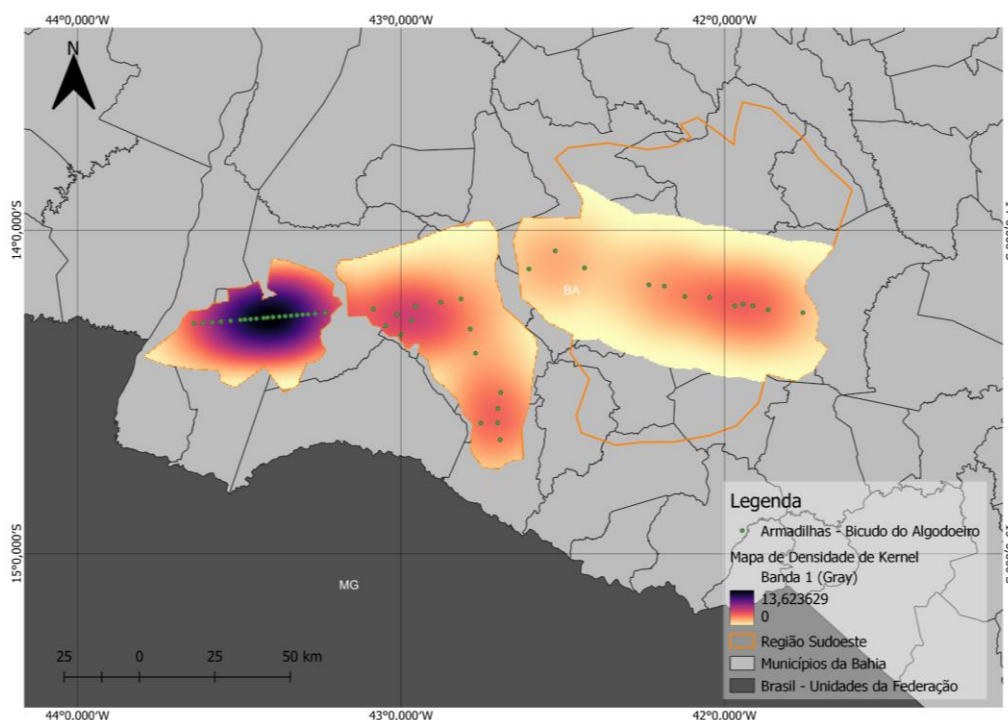 44°0,000'W 43°0,000'W 42°0,000'W
N
14°0,000'S
BA
15°0,000'S
MG
25 0 25 50 km
Legenda
Armadilhas - Bicudo do Algodoeiro
Mapa de Densidade de Kernel
Banda 1 (Gray)
13,623629
0
Região Sudoeste
Municípios da Bahia
Brasil - Unidades da Federação
44°0,000'W 43°0,000'W 42°0,000'W